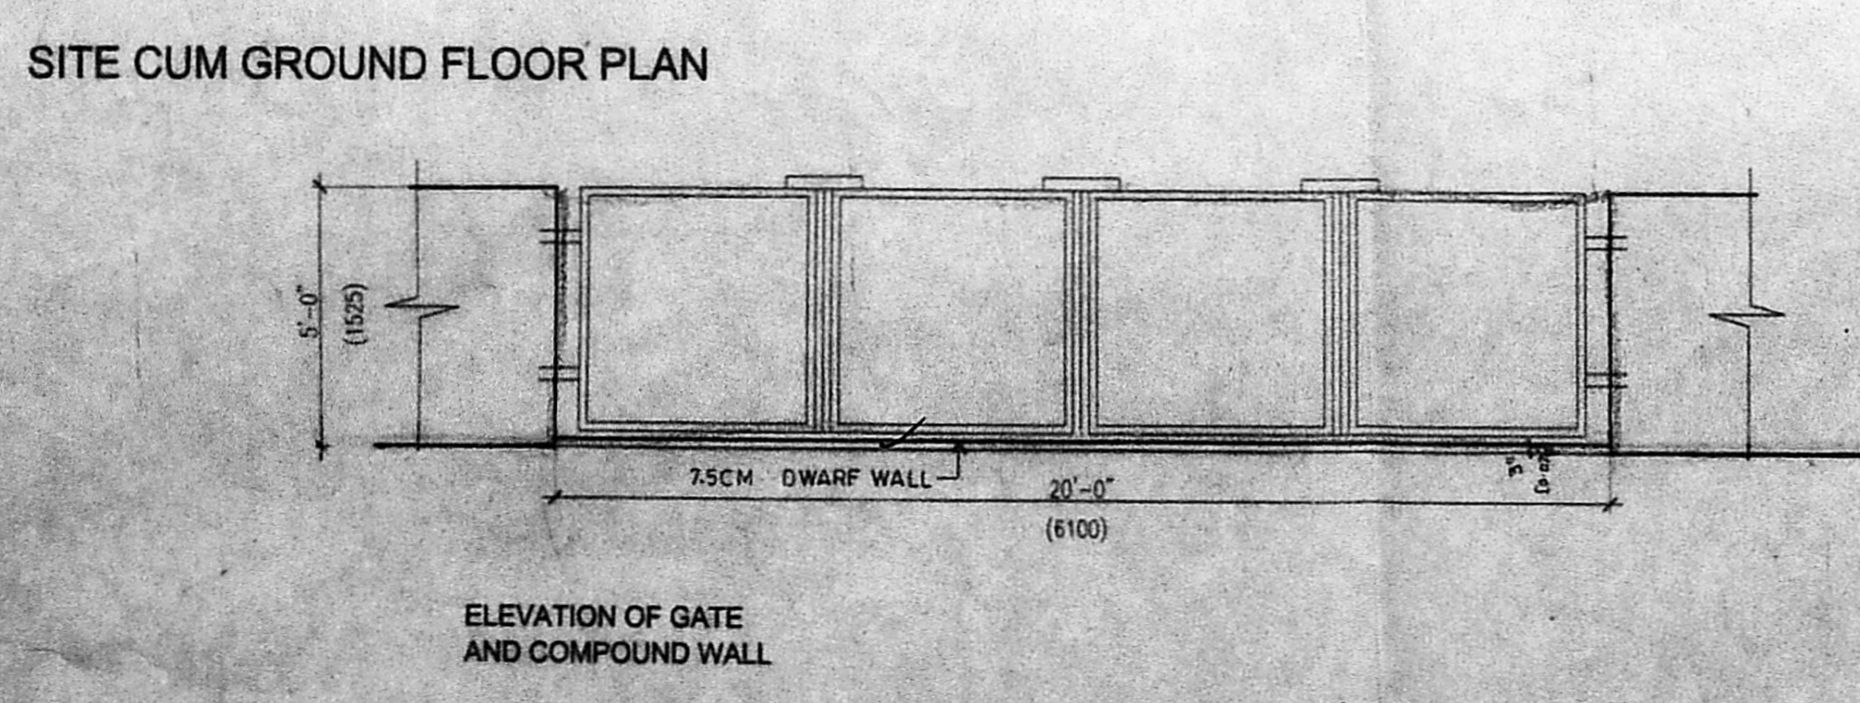 SITE CUM GROUND FLOOR PLAN
5'-0"
(1525)
7.5CM DWARF WALL
3"
20'-0"
(6100)
ELEVATION OF GATE
AND COMPOUND WALL